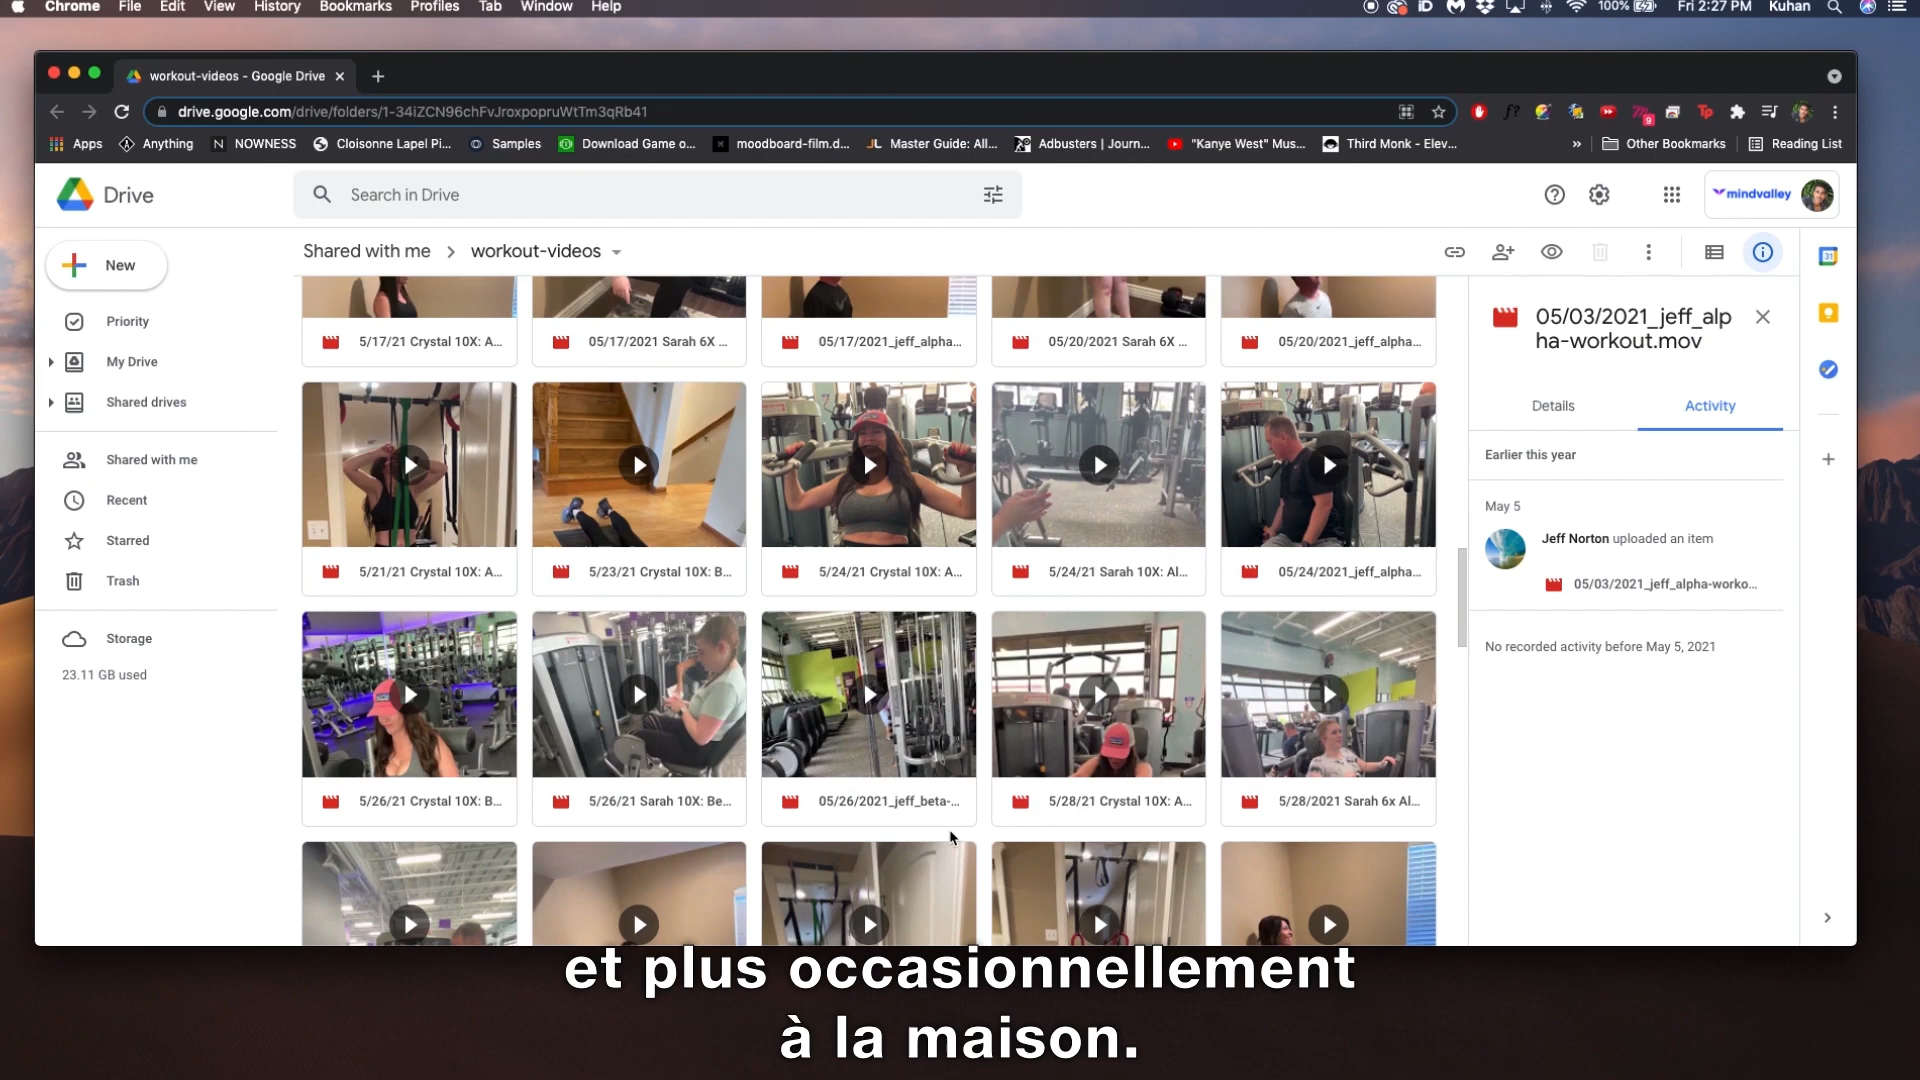 Chrome File Edit View History Bookmarks Profiles Tab Window Help
100% Fri 2:27 PM Kuhan
workout-videos - Google Drive
drive.google.com/drive/folders/1-34iZCN96chFvJroxpopruWtTm3qRb41
Apps Anything NOWNESS Cloisonne Lapel Pi... Samples Download Game o... moodboard-film.d... Master Guide: All... Adbusters | Journ... "Kanye West" Mus... Third Monk - Elev... » Other Bookmarks Reading List
Drive
Search in Drive
mindvalley
New
Priority
My Drive
Shared drives
Shared with me
Recent
Starred
Trash
Storage
23.11 GB used
Shared with me > workout-videos
5/17/21 Crystal 10X: A... 05/17/2021 Sarah 6X ... 05/17/2021_jeff_alpha... 05/20/2021 Sarah 6X ... 05/20/2021_jeff_alpha...
5/21/21 Crystal 10X: A... 5/23/21 Crystal 10X: B... 5/24/21 Crystal 10X: A... 5/24/21 Sarah 10X: Al... 05/24/2021_jeff_alpha...
5/26/21 Crystal 10X: B... 5/26/21 Sarah 10X: Be... 05/26/2021_jeff_beta-... 5/28/21 Crystal 10X: A... 5/28/2021 Sarah 6x Al...
05/03/2021_jeff_alp
ha-workout.mov
Details Activity
Earlier this year
May 5
Jeff Norton uploaded an item
05/03/2021_jeff_alpha-worko...
No recorded activity before May 5, 2021
et plus occasionnellement
à la maison.